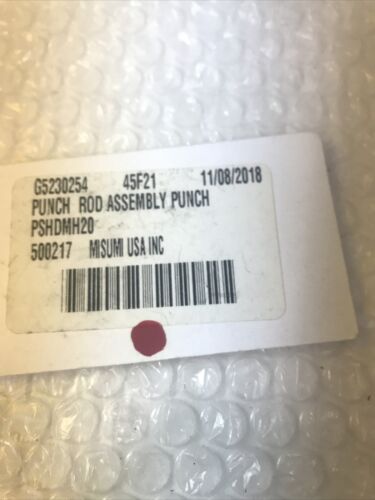 G5230254 45F21 11/08/2018
PUNCH ROD ASSEMBLY PUNCH
PSHDMH20
500217 MISUMI USA INC